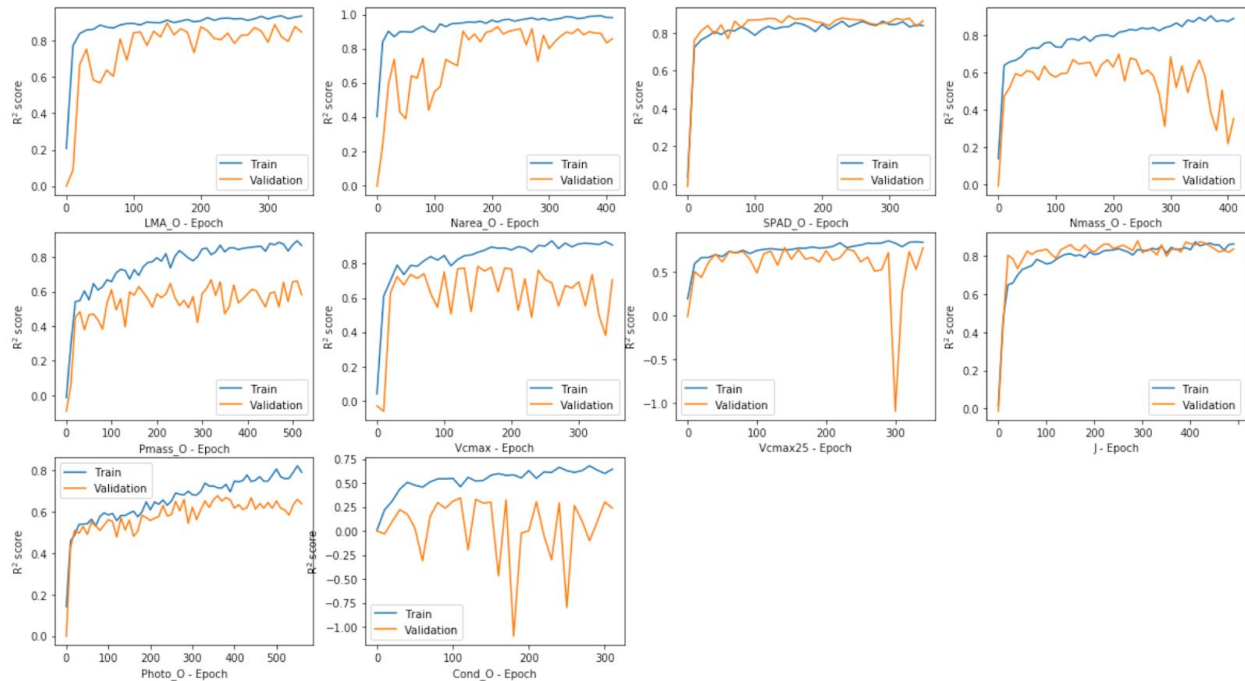 R² score
0.8
0.6
0.4
0.2
0.0
0
100
200
300
LMA_O - Epoch
Train
Validation
R² score
1.0
0.8
0.6
0.4
0.2
0.0
0
100
200
300
400
Narea_O - Epoch
Train
Validation
R² score
0.8
0.6
0.4
0.2
0.0
0
100
200
300
SPAD_O - Epoch
Train
Validation
R² score
0.8
0.6
0.4
0.2
0.0
0
100
200
300
400
Nmass_O - Epoch
Train
Validation
R² score
0.8
0.6
0.4
0.2
0.0
0
100
200
300
400
500
Pmass_O - Epoch
Train
Validation
R² score
0.8
0.6
0.4
0.2
0.0
0
100
200
300
Vcmax - Epoch
Train
Validation
R² score
0.5
0.0
−0.5
−1.0
0
100
200
300
Vcmax25 - Epoch
Train
Validation
R² score
0.8
0.6
0.4
0.2
0.0
0
200
400
J - Epoch
Train
Validation
R² score
0.8
0.6
0.4
0.2
0.0
0
100
200
300
400
500
Photo_O - Epoch
Train
Validation
R² score
0.75
0.50
0.25
0.00
−0.25
−0.50
−0.75
−1.00
0
100
200
300
Cond_O - Epoch
Train
Validation